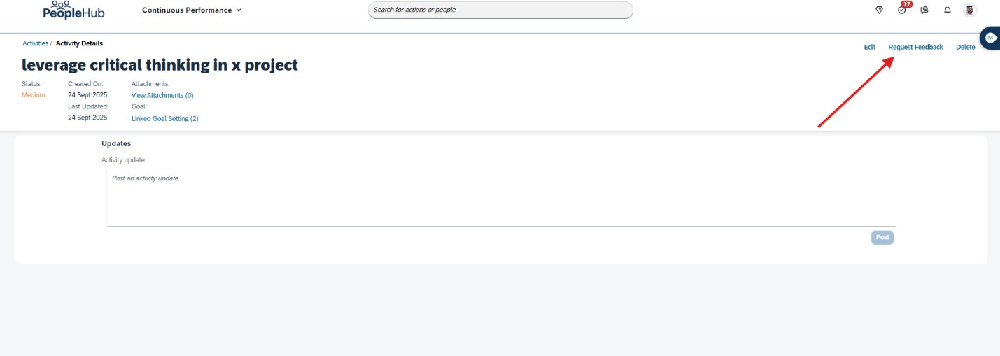 PeopleHub
Continuous Performance
Search for actions or people
17
M
Activities / Activity Details
Edit
Request Feedback
Delete
leverage critical thinking in x project
Status:
Medium
Created On:
24 Sept 2025
Last Updated:
24 Sept 2025
Attachments:
View Attachments (0)
Goal:
Linked Goal Setting (2)
Updates
Activity update:
Post an activity update.
Post